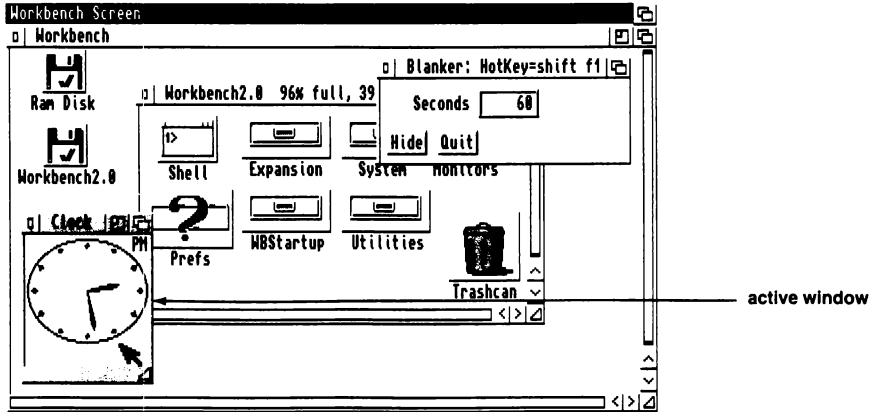 Workbench Screen
Workbench
Blanker: HotKey=shift f1
Ram Disk
Workbench2.0 96% full, 39
Seconds 60
1>
Hide Quit
Workbench2.0
Shell Expansion System Monitors
Clock
PM
Prefs WBStartup Utilities
Trashcan
active window